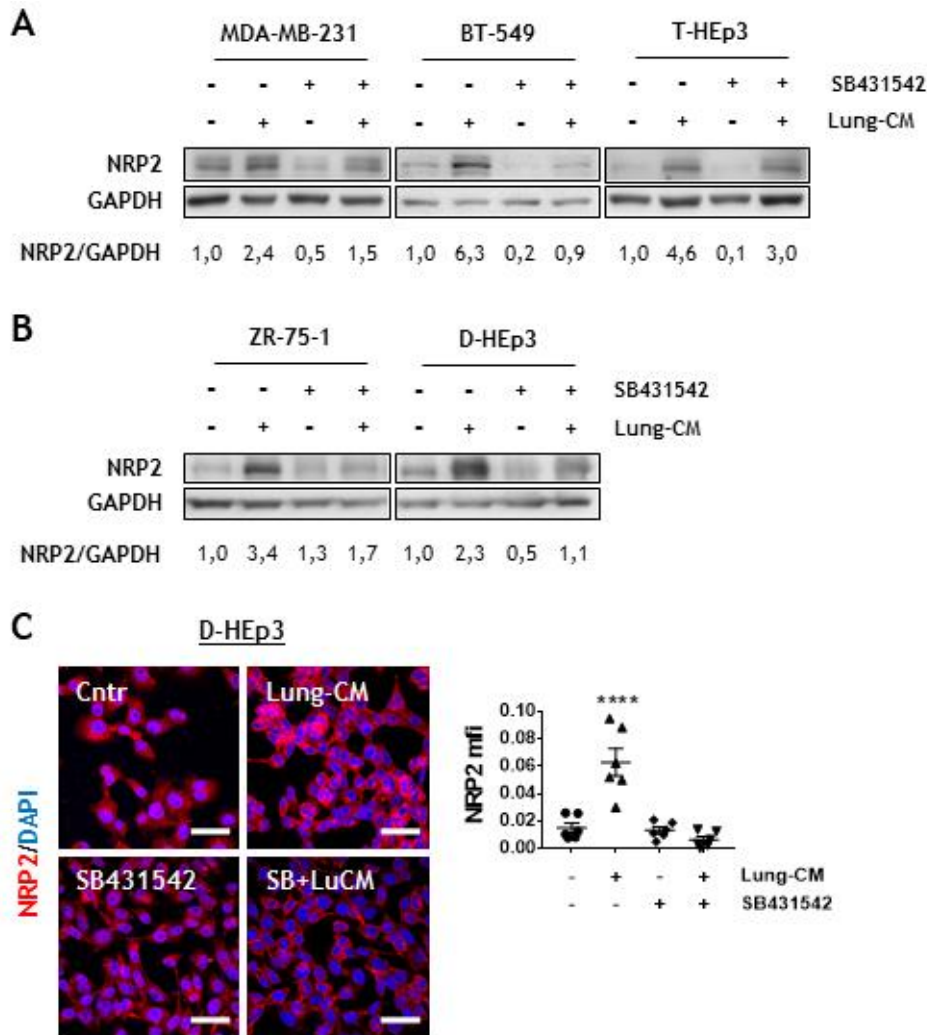 A
MDA-MB-231 BT-549 T-HEp3
- - + + - - + + - - + + SB431542
- + - + - + - + - + - + Lung-CM
NRP2
GAPDH
NRP2/GAPDH 1,0 2,4 0,5 1,5 1,0 6,3 0,2 0,9 1,0 4,6 0,1 3,0
B
ZR-75-1 D-HEp3
- - + + - - + + SB431542
- + - + - + - + Lung-CM
NRP2
GAPDH
NRP2/GAPDH 1,0 3,4 1,3 1,7 1,0 2,3 0,5 1,1
C
D-HEp3
NRP2/DAPI
Cntr Lung-CM
SB431542 SB+LuCM
NRP2 mfi
0.10
0.08
0.06
0.04
0.02
0.00
****
- + - + Lung-CM
- - + + SB431542